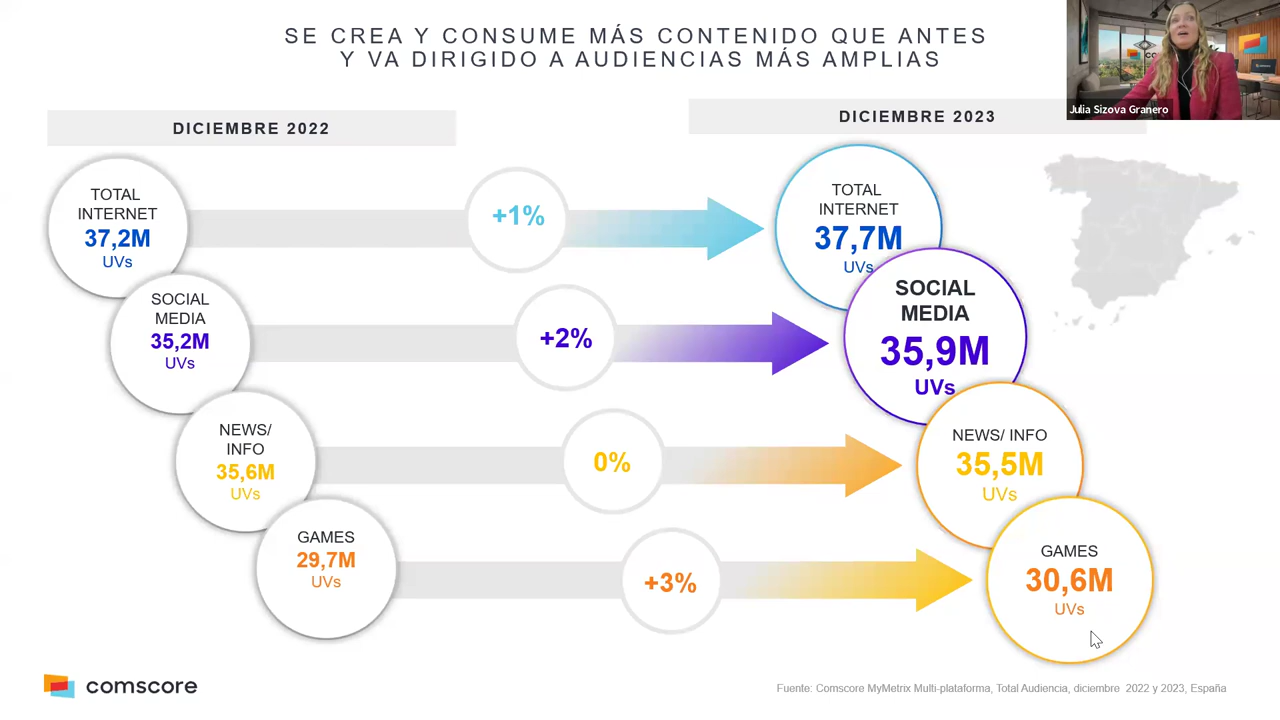 SE CREA Y CONSUME MÁS CONTENIDO QUE ANTES
Y VA DIRIGIDO A AUDIENCIAS MÁS AMPLIAS
Julia Sizova Granero
DICIEMBRE 2022
DICIEMBRE 2023
TOTAL
INTERNET
37,2M
UVs
+1%
TOTAL
INTERNET
37,7M
UVs
SOCIAL
MEDIA
35,2M
UVs
+2%
SOCIAL
MEDIA
35,9M
UVs
NEWS/
INFO
35,6M
UVs
0%
NEWS/ INFO
35,5M
UVs
GAMES
29,7M
UVs
+3%
GAMES
30,6M
UVs
comscore
Fuente: Comscore MyMetrix Multi-plataforma, Total Audiencia, diciembre 2022 y 2023, España